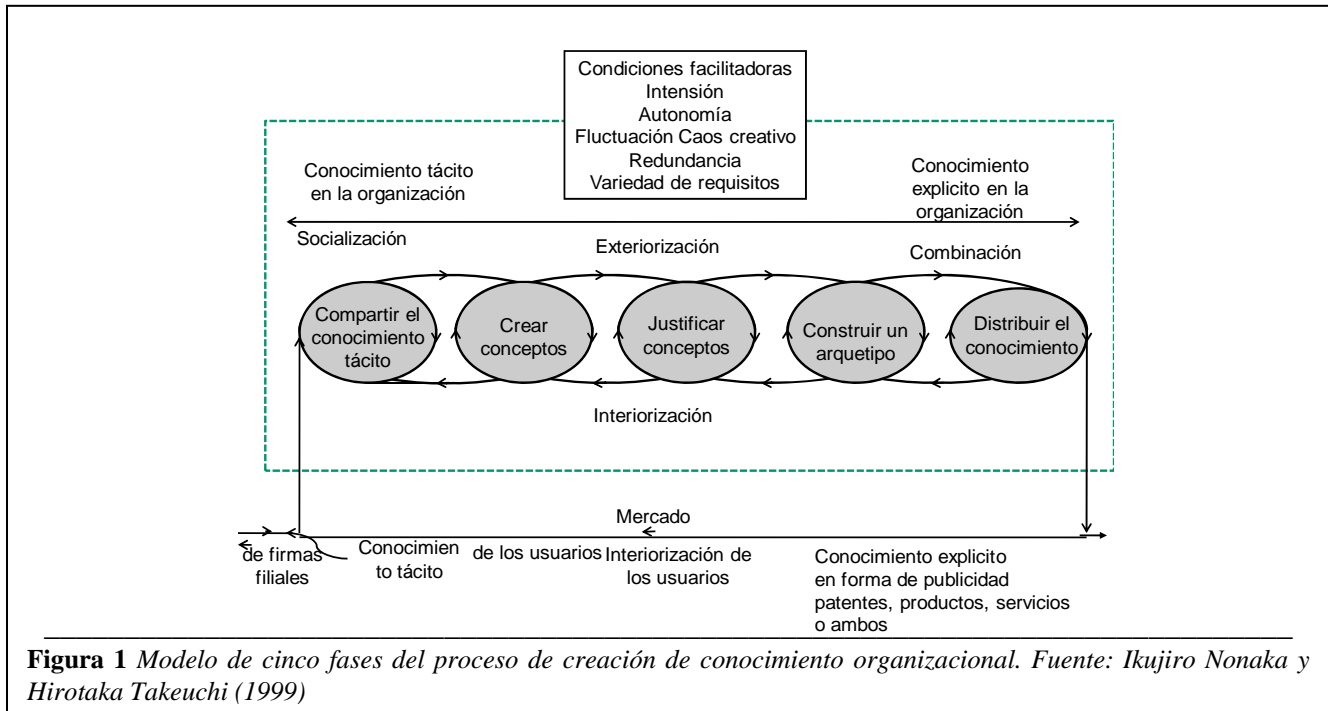 Condiciones facilitadoras
Intensión
Autonomía
Fluctuación Caos creativo
Redundancia
Variedad de requisitos
Conocimiento tácito
en la organización
Conocimiento
explicito en la
organización
Socialización
Exteriorización
Combinación
Compartir el
conocimiento
tácito
Crear
conceptos
Justificar
conceptos
Construir un
arquetipo
Distribuir el
conocimiento
Interiorización
Mercado
de firmas
filiales
Conocimien
to tácito
de los usuarios
Interiorización de
los usuarios
Conocimiento explicito
en forma de publicidad
patentes, productos, servicios
o ambos
Figura 1 Modelo de cinco fases del proceso de creación de conocimiento organizacional. Fuente: Ikujiro Nonaka y
Hirotaka Takeuchi (1999)